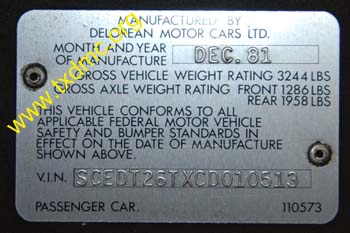 MANUFACTURED BY
DELOREAN MOTOR CARS LTD.
MONTH AND YEAR
OF MANUFACTURE DEC. 81
GROSS VEHICLE WEIGHT RATING 3244 LBS
GROSS AXLE WEIGHT RATING FRONT 1286 LBS
REAR 1958 LBS
THIS VEHICLE CONFORMS TO ALL
APPLICABLE FEDERAL MOTOR VEHICLE
SAFETY AND BUMPER STANDARDS IN
EFFECT ON THE DATE OF MANUFACTURE
SHOWN ABOVE.
V.I.N. SCEDT26TXCD010513
PASSENGER CAR. 110573
www.txdmc.org